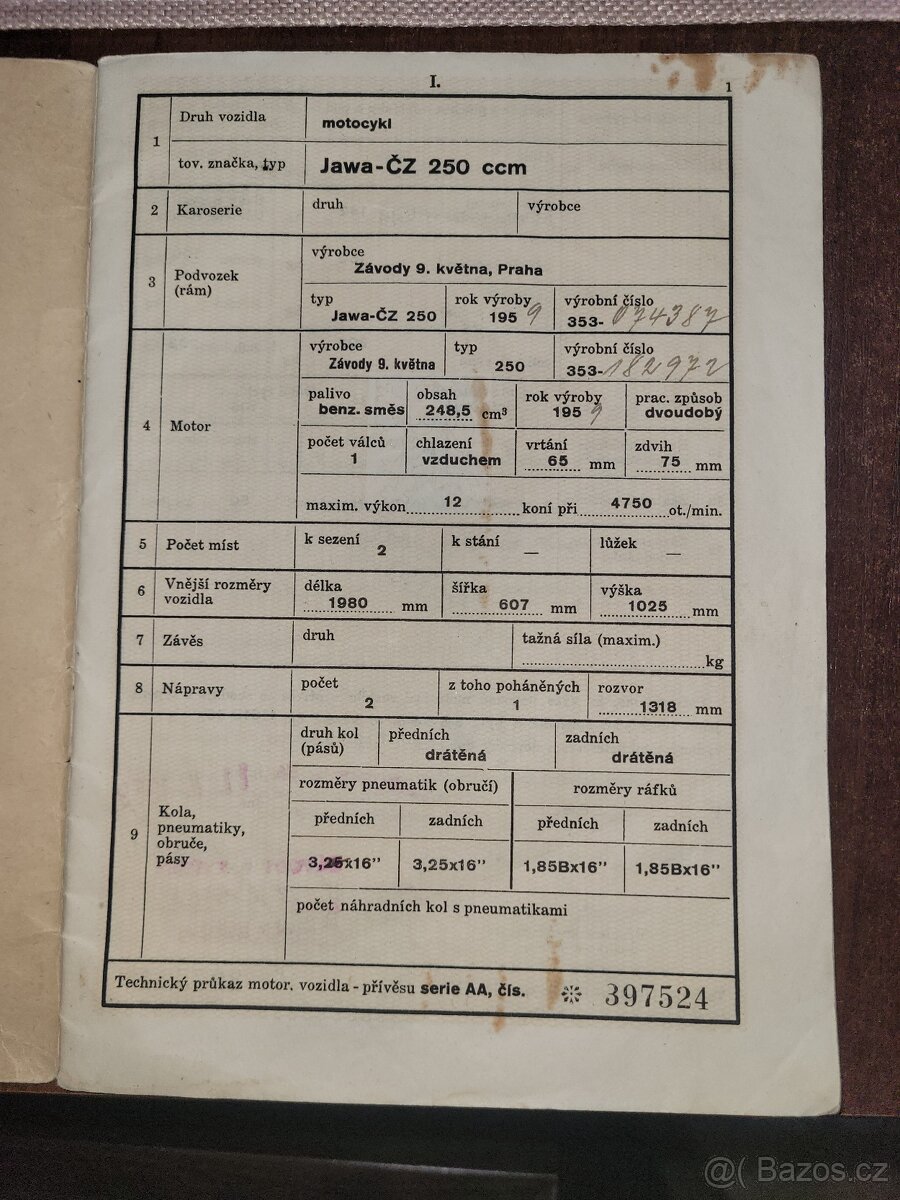 I.
1
1 Druh vozidla motocykl
tov. značka, typ Jawa-ČZ 250 ccm
2 Karoserie druh výrobce
3 Podvozek (rám) výrobce
Závody 9. května, Praha
typ rok výroby výrobní číslo
Jawa-ČZ 250 1959 353-074387
4 Motor výrobce typ výrobní číslo
Závody 9. května 250 353-182972
palivo obsah rok výroby prac. způsob
benz. směs 248,5 cm³ 1959 dvoudobý
počet válců chlazení vrtání zdvih
1 vzduchem 65 mm 75 mm
maxim. výkon 12 koní při 4750 ot./min.
5 Počet míst k sezení k stání lůžek
2 — —
6 Vnější rozměry vozidla délka šířka výška
1980 mm 607 mm 1025 mm
7 Závěs druh tažná síla (maxim.)
kg
8 Nápravy počet z toho poháněných rozvor
2 1 1318 mm
9 Kola, pneumatiky, obruče, pásy
druh kol (pásů) předních zadních
drátěná drátěná
rozměry pneumatik (obručí) rozměry ráfků
předních zadních předních zadních
3,25x16" 3,25x16" 1,85Bx16" 1,85Bx16"
počet náhradních kol s pneumatikami
Technický průkaz motor. vozidla - přívěsu serie AA, čís. 397524
@( Bazos.cz